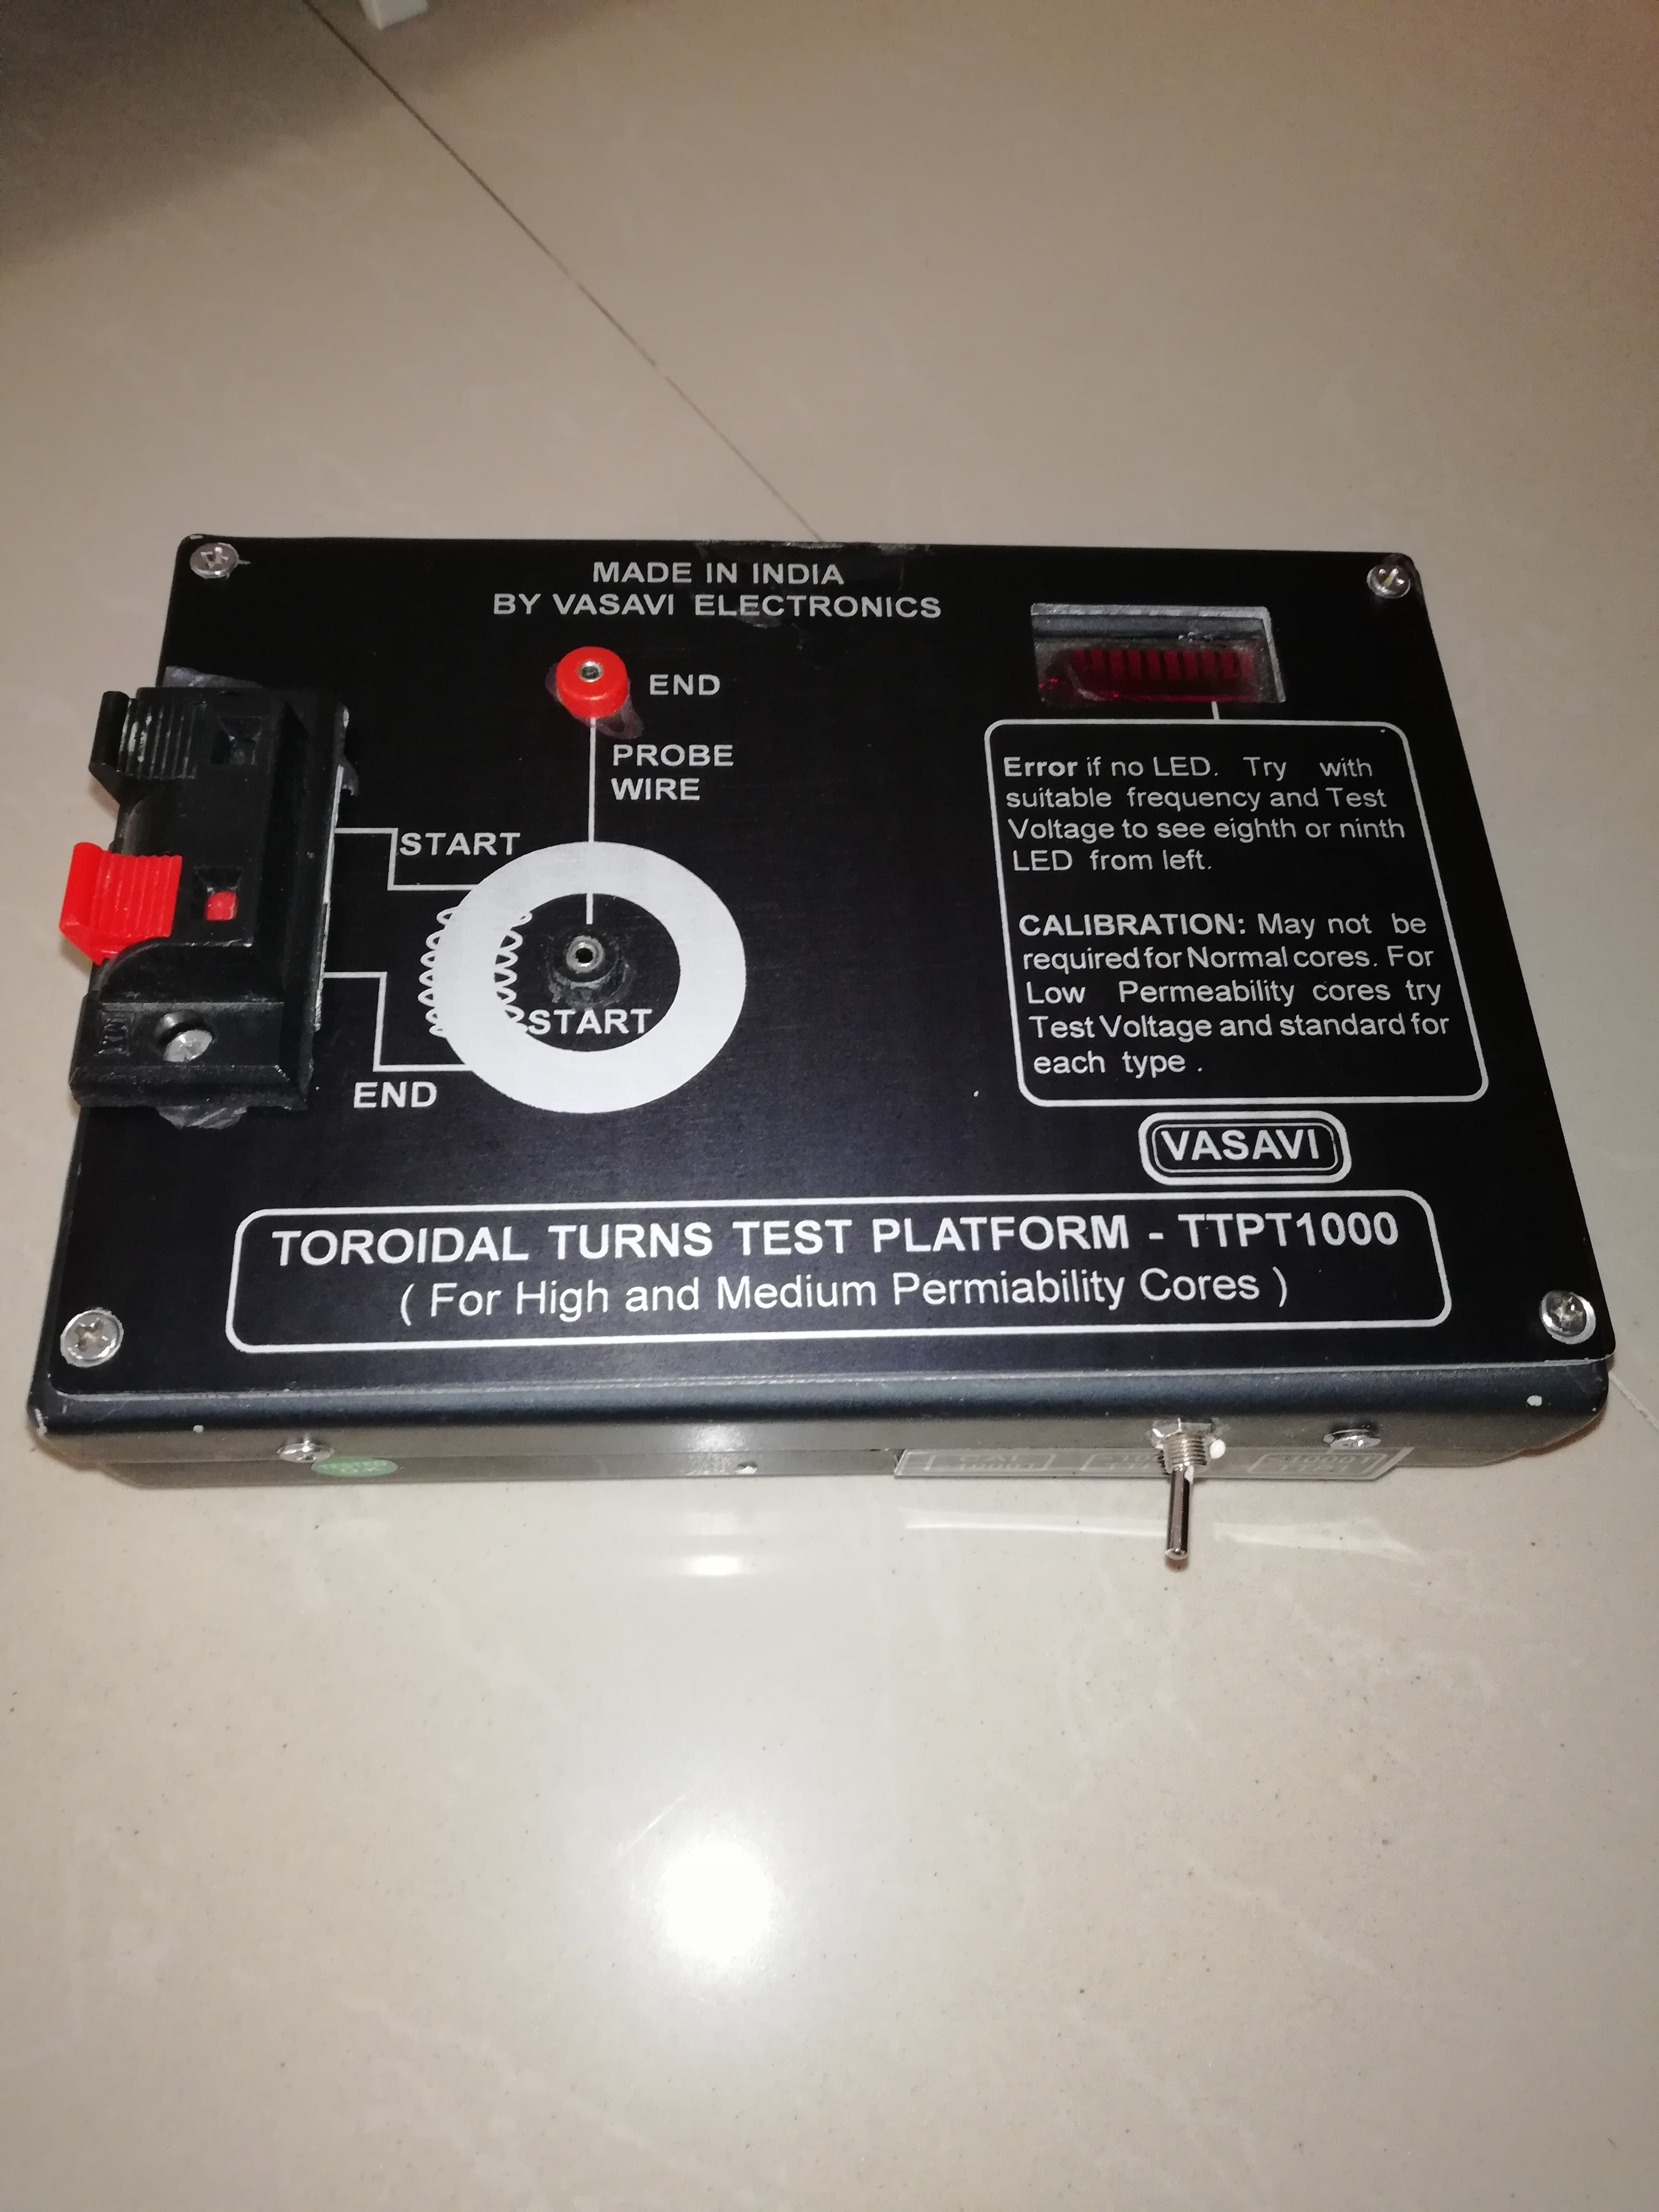 MADE IN INDIA
BY VASAVI ELECTRONICS
END
PROBE
WIRE
START
START
END
Error if no LED. Try with
suitable frequency and Test
Voltage to see eighth or ninth
LED from left.
CALIBRATION: May not be
required for Normal cores. For
Low Permeability cores try
Test Voltage and standard for
each type .
VASAVI
TOROIDAL TURNS TEST PLATFORM - TTPT1000
( For High and Medium Permiability Cores )
TESTED